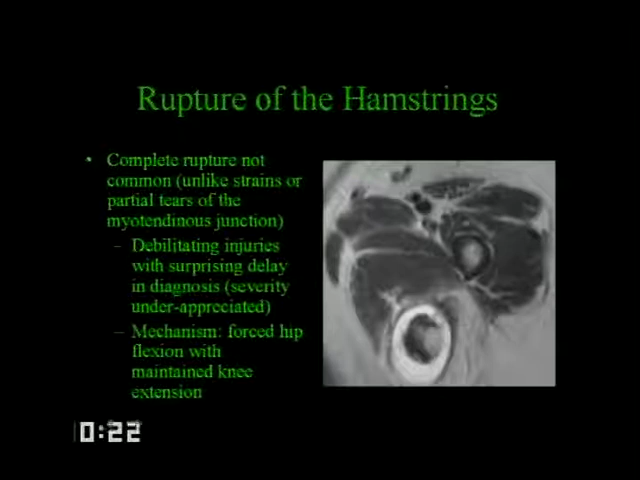 Rupture of the Hamstrings
• Complete rupture not
common (unlike strains or
partial tears of the
myotendinous junction)
– Debilitating injuries
with surprising delay
in diagnosis (severity
under-appreciated)
– Mechanism: forced hip
flexion with
maintained knee
extension
0:22